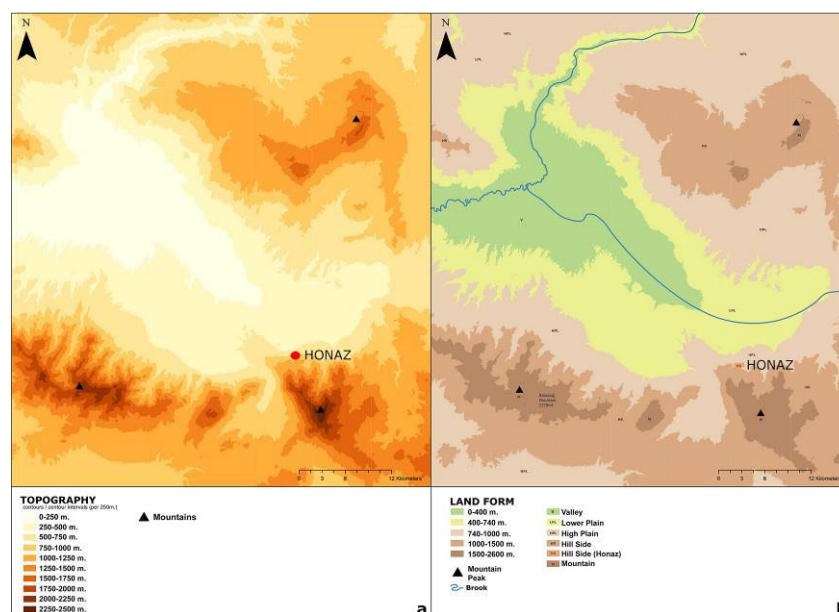 N
HONAZ
0 3 6 12 Kilometers
TOPOGRAPHY
contours / contour intervals (per 250m.)
0-250 m.
250-500 m.
500-750 m.
750-1000 m.
1000-1250 m.
1250-1500 m.
1500-1750 m.
1750-2000 m.
2000-2250 m.
2250-2500 m.
Mountains
a
N
V
HONAZ
12 Kilometers
LAND FORM
0-400 m.
400-740 m.
740-1000 m.
1000-1500 m.
1500-2600 m.
Mountain
Peak
Brook
Valley
Lower Plain
High Plain
Hill Side
Hill Side (Honaz)
Mountain